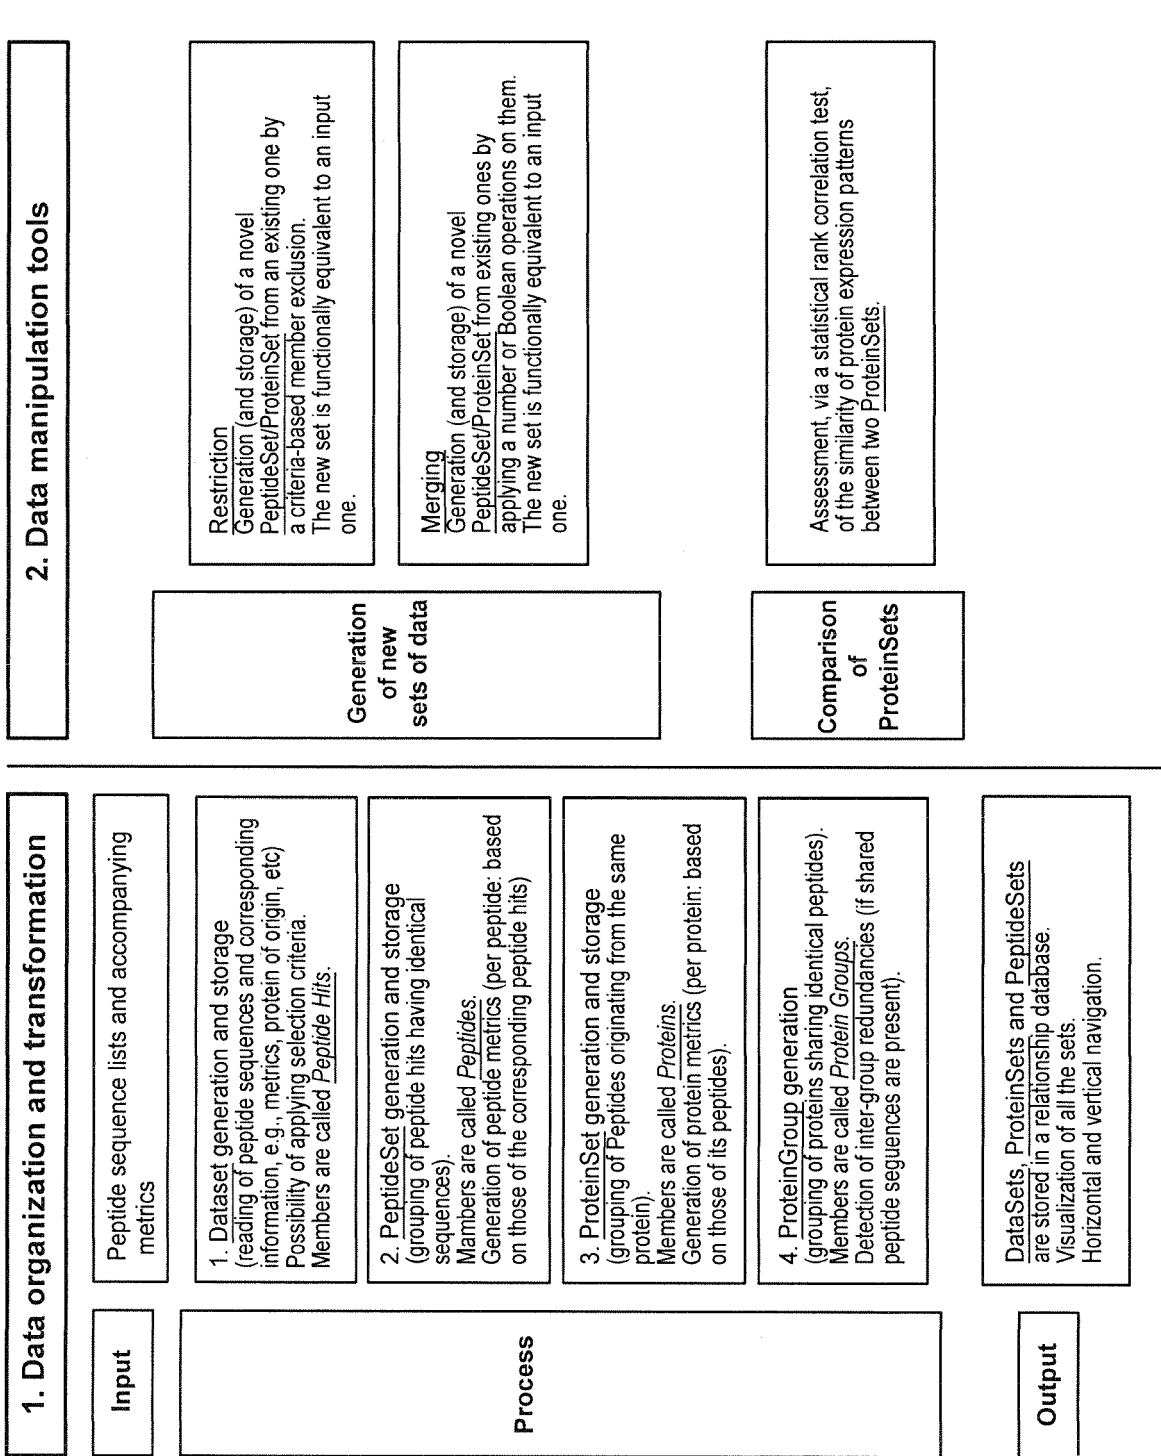 1. Data organization and transformation
Input
Peptide sequence lists and accompanying
metrics
Process
1. Dataset generation and storage
(reading of peptide sequences and corresponding
information, e.g., metrics, protein of origin, etc)
Possibility of applying selection criteria.
Members are called Peptide Hits.
2. PeptideSet generation and storage
(grouping of peptide hits having identical
sequences).
Mambers are called Peptides.
Generation of peptide metrics (per peptide: based
on those of the corresponding peptide hits)
3. ProteinSet generation and storage
(grouping of Peptides originating from the same
protein).
Members are called Proteins.
Generation of protein metrics (per protein: based
on those of its peptides).
4. ProteinGroup generation
(grouping of proteins sharing identical peptides).
Members are called Protein Groups.
Detection of inter-group redundancies (if shared
peptide seguences are present).
Output
DataSets, ProteinSets and PeptideSets
are stored in a relationship database.
Visualization of all the sets.
Horizontal and vertical navigation.
2. Data manipulation tools
Generation
of new
sets of data
Restriction
Generation (and storage) of a novel
PeptideSet/ProteinSet from an existing one by
a criteria-based member exclusion.
The new set is functionally equivalent to an input
one.
Merging
Generation (and storage) of a novel
PeptideSet/ProteinSet from existing ones by
applying a number or Boolean operations on them.
The new set is functionally equivalent to an input
one.
Comparison
of
ProteinSets
Assessment, via a statistical rank correlation test,
of the similarity of protein expression patterns
between two ProteinSets.